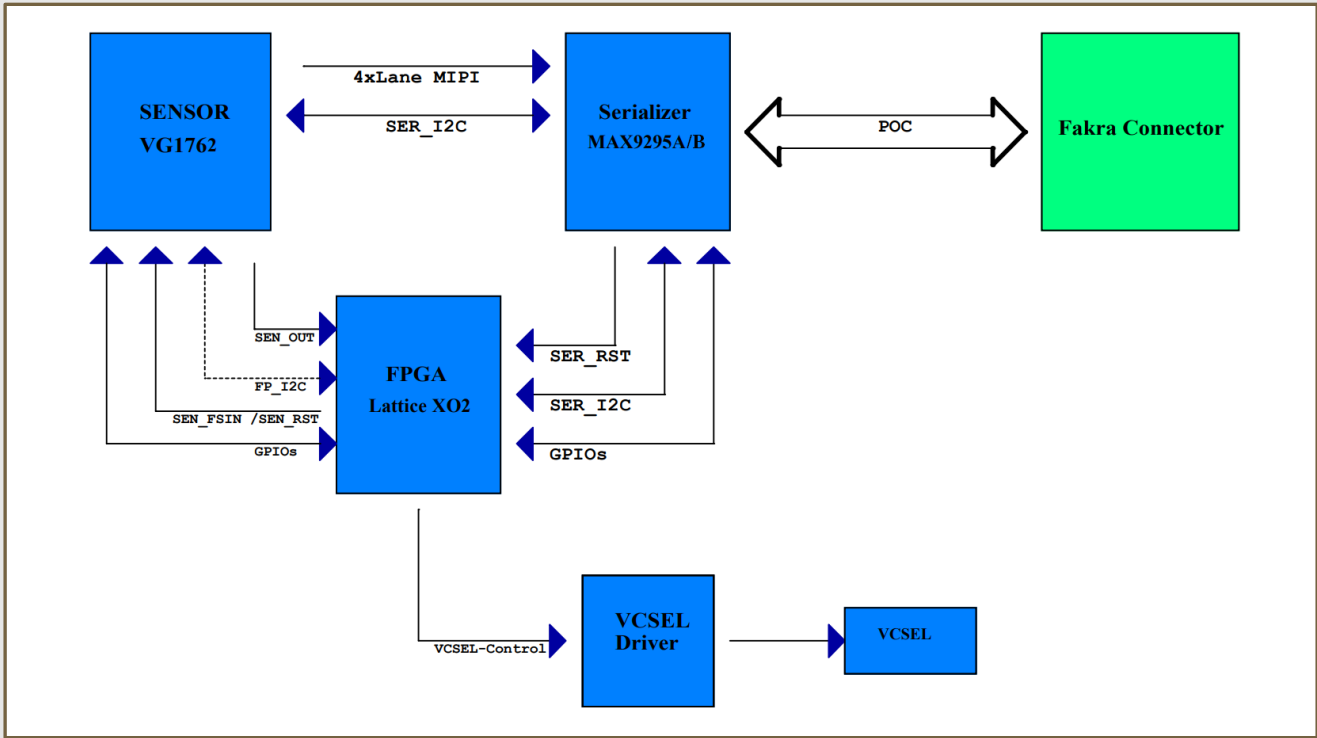 4xLane MIPI
SENSOR
VG1762
SER_I2C
Serializer
MAX9295A/B
POC
Fakra Connector
SEN_OUT
FP_I2C
SEN_FSIN /SEN_RST
GPIOs
FPGA
Lattice XO2
SER_RST
SER_I2C
GPIOs
VCSEL-Control
VCSEL
Driver
VCSEL